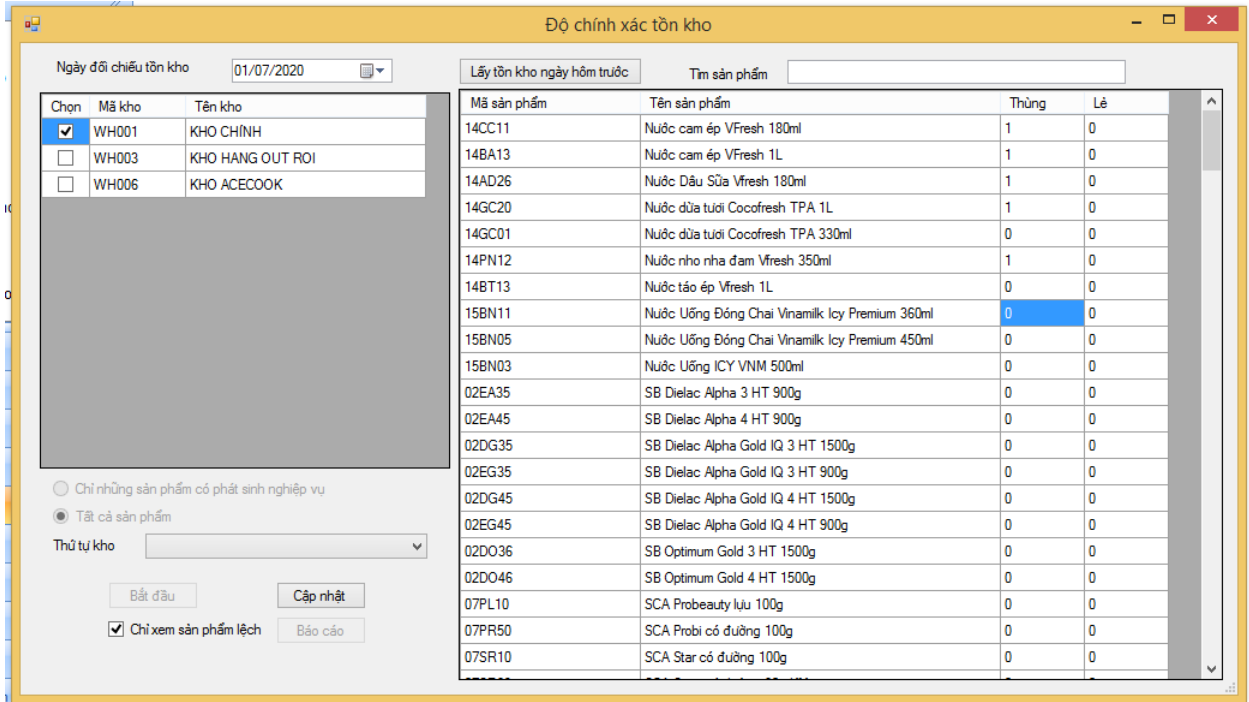 Độ chính xác tồn kho
Ngày đối chiếu tồn kho 01/07/2020
Chọn Mã kho Tên kho
WH001 KHO CHÍNH
WH003 KHO HANG OUT ROI
WH006 KHO ACECOOK
Chỉ những sản phẩm có phát sinh nghiệp vụ
Tất cả sản phẩm
Thứ tự kho
Bắt đầu Cập nhật
Chỉ xem sản phẩm lệch Báo cáo
Lấy tồn kho ngày hôm trước Tìm sản phẩm
Mã sản phẩm Tên sản phẩm Thùng Lẻ
14CC11 Nước cam ép VFresh 180ml 1 0
14BA13 Nước cam ép VFresh 1L 1 0
14AD26 Nước Dâu Sữa Vfresh 180ml 1 0
14GC20 Nước dừa tươi Cocofresh TPA 1L 1 0
14GC01 Nước dừa tươi Cocofresh TPA 330ml 0 0
14PN12 Nước nho nha đam Vfresh 350ml 1 0
14BT13 Nước táo ép Vfresh 1L 0 0
15BN11 Nước Uống Đóng Chai Vinamilk Icy Premium 360ml 0 0
15BN05 Nước Uống Đóng Chai Vinamilk Icy Premium 450ml 0 0
15BN03 Nước Uống ICY VNM 500ml 0 0
02EA35 SB Dielac Alpha 3 HT 900g 0 0
02EA45 SB Dielac Alpha 4 HT 900g 0 0
02DG35 SB Dielac Alpha Gold IQ 3 HT 1500g 0 0
02EG35 SB Dielac Alpha Gold IQ 3 HT 900g 0 0
02DG45 SB Dielac Alpha Gold IQ 4 HT 1500g 0 0
02EG45 SB Dielac Alpha Gold IQ 4 HT 900g 0 0
02DO36 SB Optimum Gold 3 HT 1500g 0 0
02DO46 SB Optimum Gold 4 HT 1500g 0 0
07PL10 SCA Probeauty lựu 100g 0 0
07PR50 SCA Probi có đường 100g 0 0
07SR10 SCA Star có đường 100g 0 0